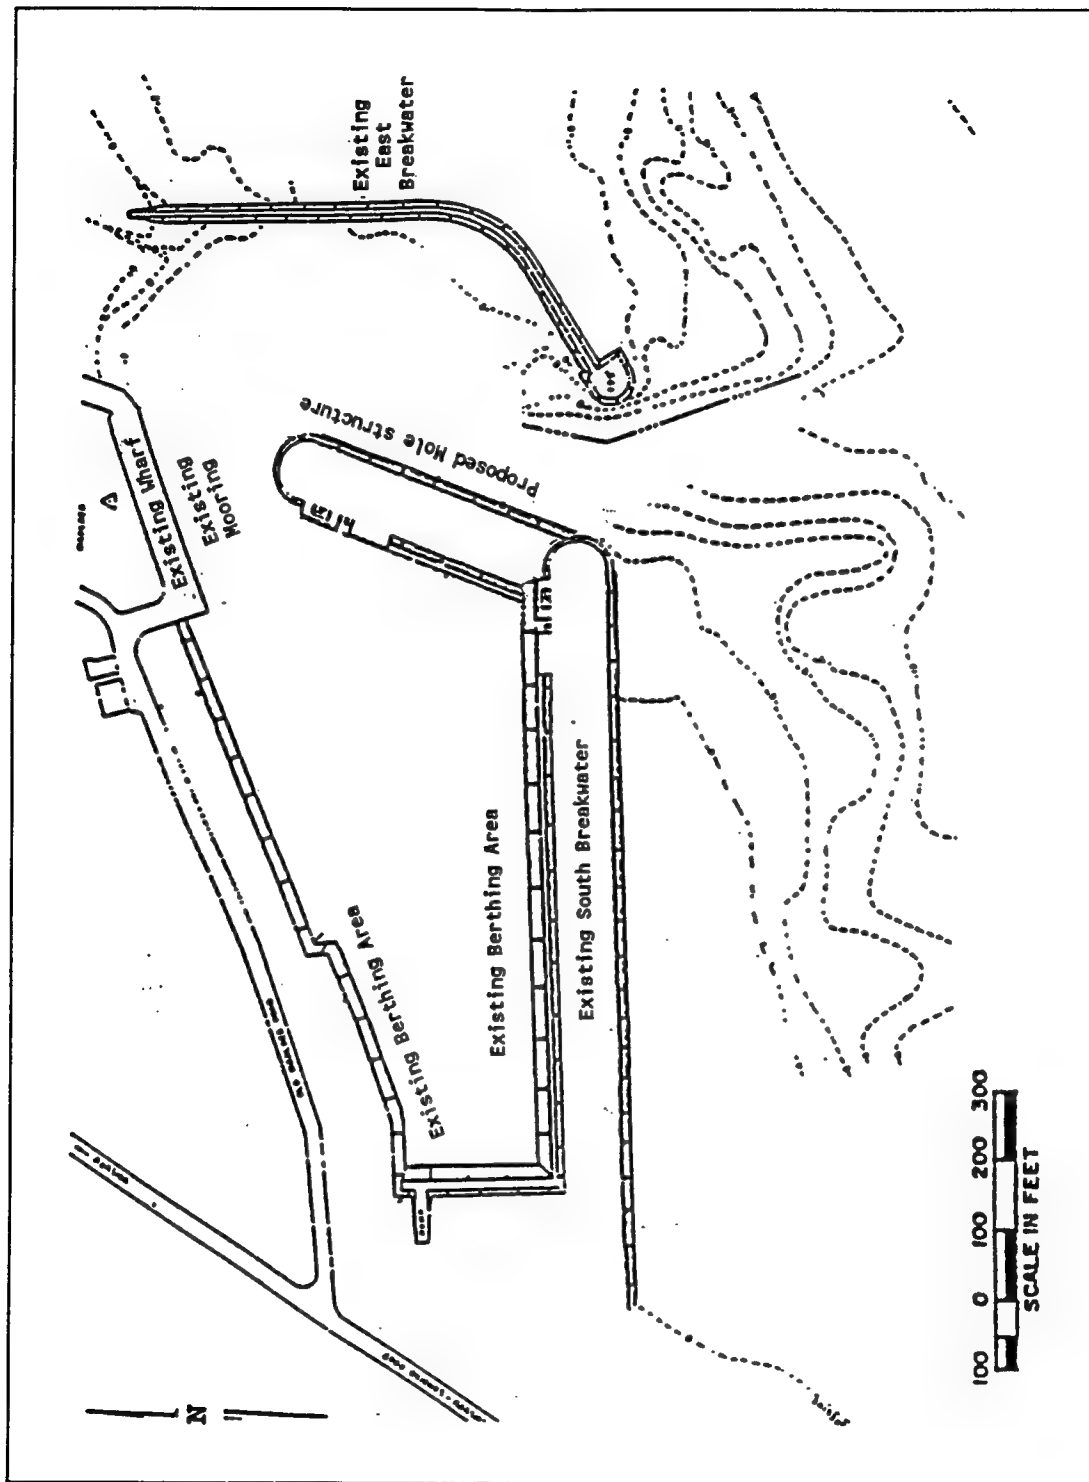 Existing
East
Breakwater
Existing Wharf
Existing
Mooring
A
Proposed Mole structure
Existing Berthing Area
Existing Berthing Area
Existing South Breakwater
N
100 0 100 200 300
SCALE IN FEET